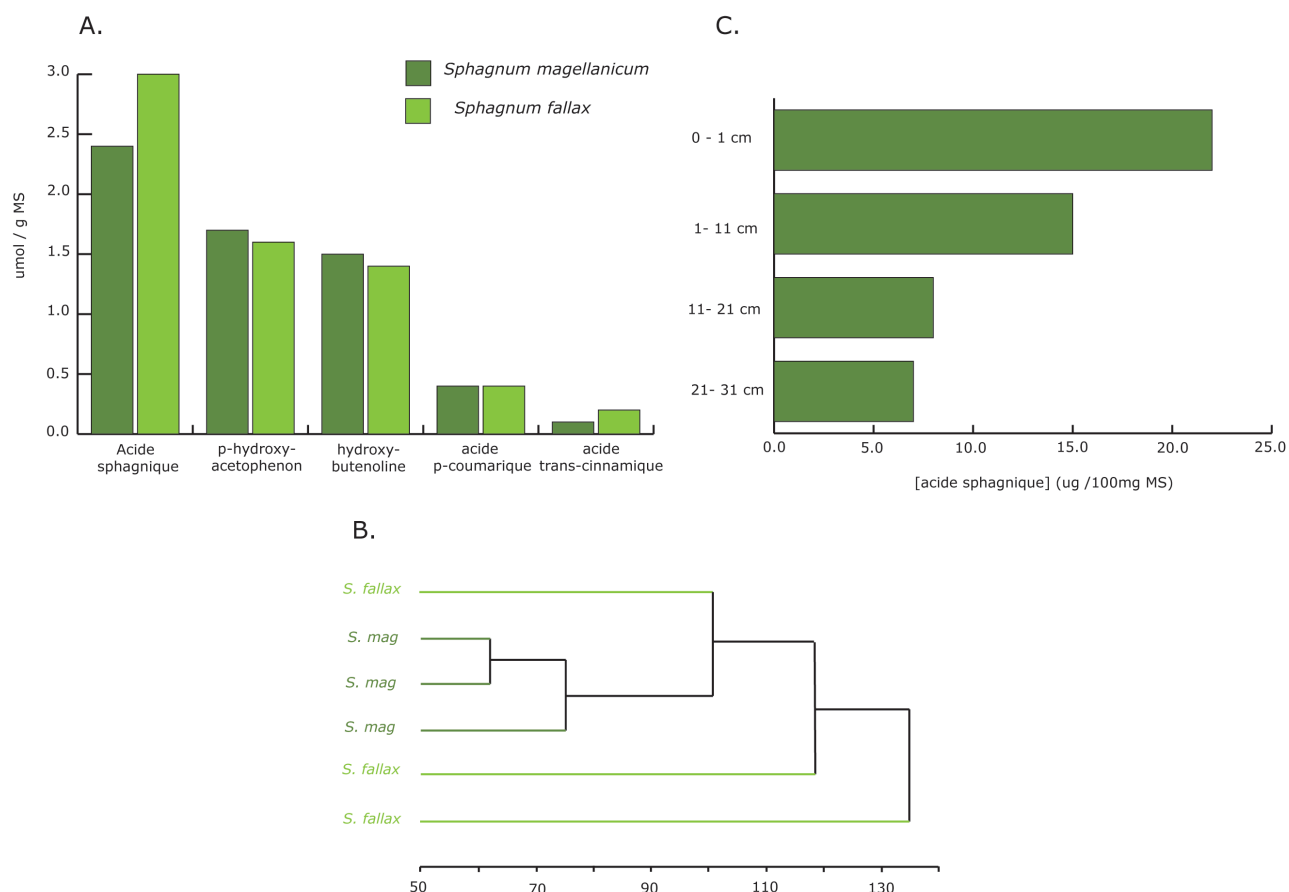 A.
3.0
2.5
2.0
1.5
1.0
0.5
0.0
umol / g MS
Sphagnum magellanicum
Sphagnum fallax
Acide
sphagnique
p-hydroxy-
acetophenon
hydroxy-
butenoline
acide
p-coumarique
acide
trans-cinnamique
C.
0 - 1 cm
1- 11 cm
11- 21 cm
21- 31 cm
0.0 5.0 10.0 15.0 20.0 25.0
[acide sphagnique] (ug /100mg MS)
B.
S. fallax
S. mag
S. mag
S. mag
S. fallax
S. fallax
50 70 90 110 130